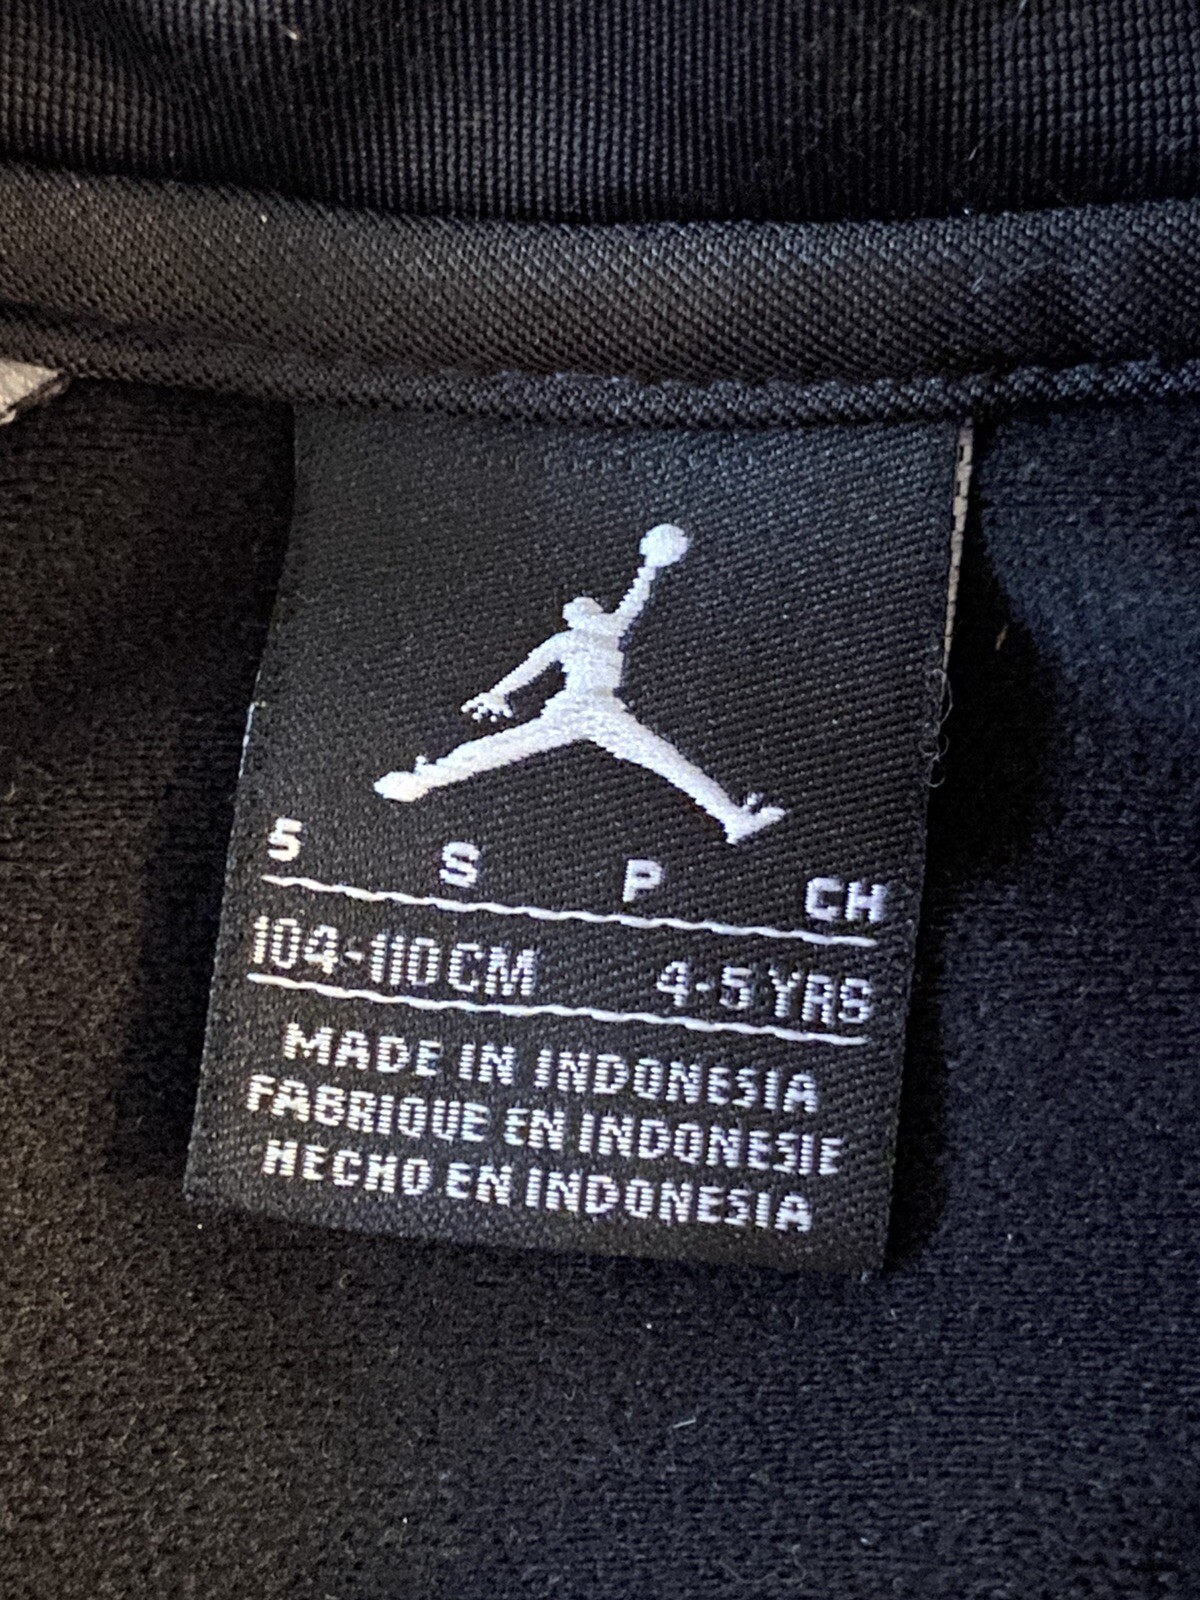 5 S P CH
104-110CM 4-5YRS
MADE IN INDONESIA
FABRIQUE EN INDONESIE
HECHO EN INDONESIA